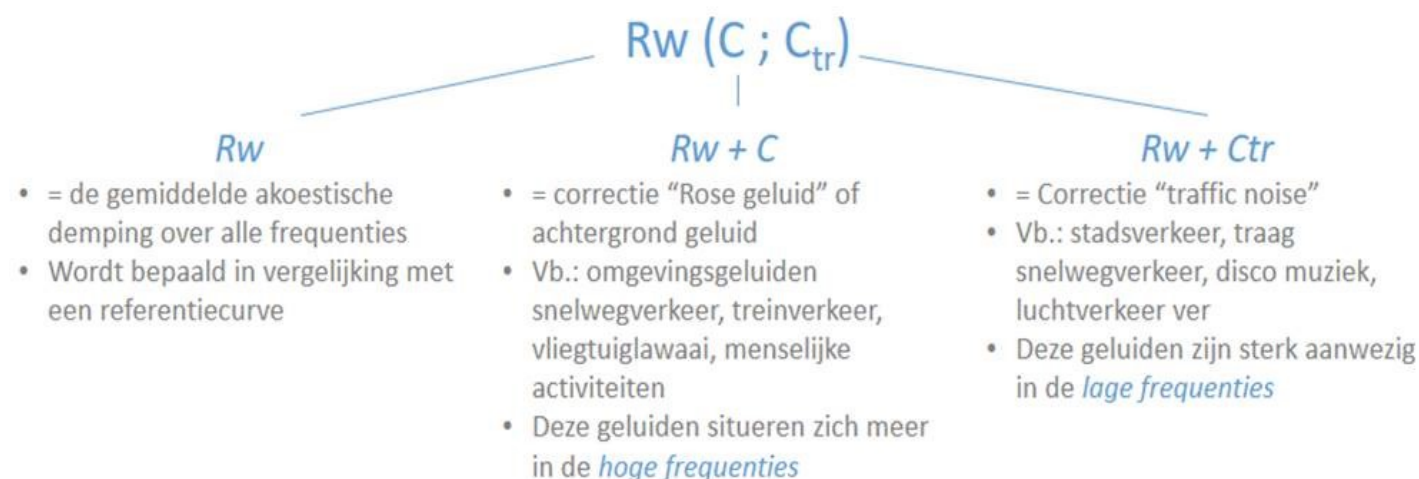 Rw (C ; Ctr)
Rw
• = de gemiddelde akoestische
demping over alle frequenties
• Wordt bepaald in vergelijking met
een referentiecurve
Rw + C
• = correctie “Rose geluid” of
achtergrond geluid
• Vb.: omgevingsgeluiden
snelwegverkeer, treinverkeer,
vliegtuiglawaai, menselijke
activiteiten
• Deze geluiden situeren zich meer
in de hoge frequenties
Rw + Ctr
• = Correctie “traffic noise”
• Vb.: stadsverkeer, traag
snelwegverkeer, disco muziek,
luchtverkeer ver
• Deze geluiden zijn sterk aanwezig
in de lage frequenties